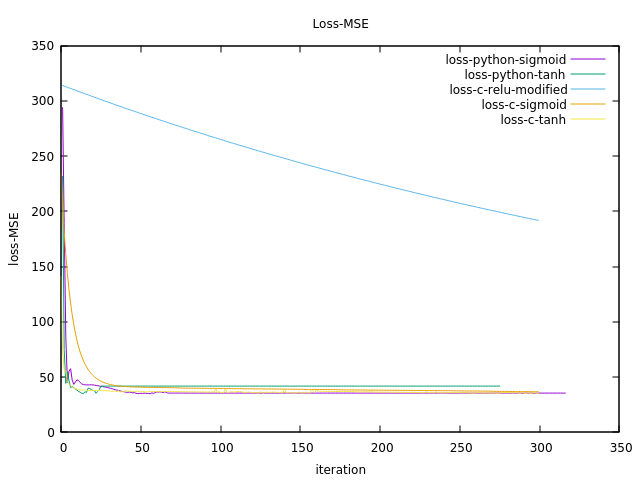 Loss-MSE
350
300
250
200
150
100
50
0
loss-MSE
loss-python-sigmoid
loss-python-tanh
loss-c-relu-modified
loss-c-sigmoid
loss-c-tanh
0 50 100 150 200 250 300 350
iteration